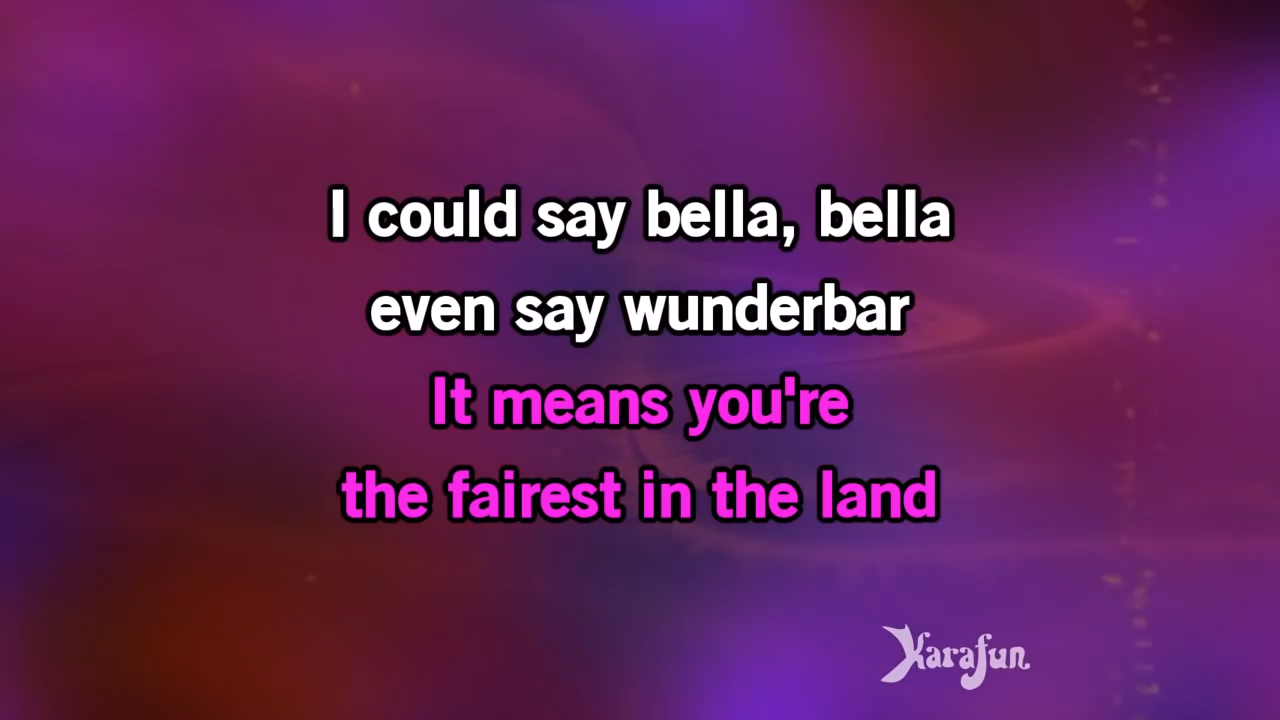 I could say bella, bella
even say wunderbar
It means you're
the fairest in the land
Karafun